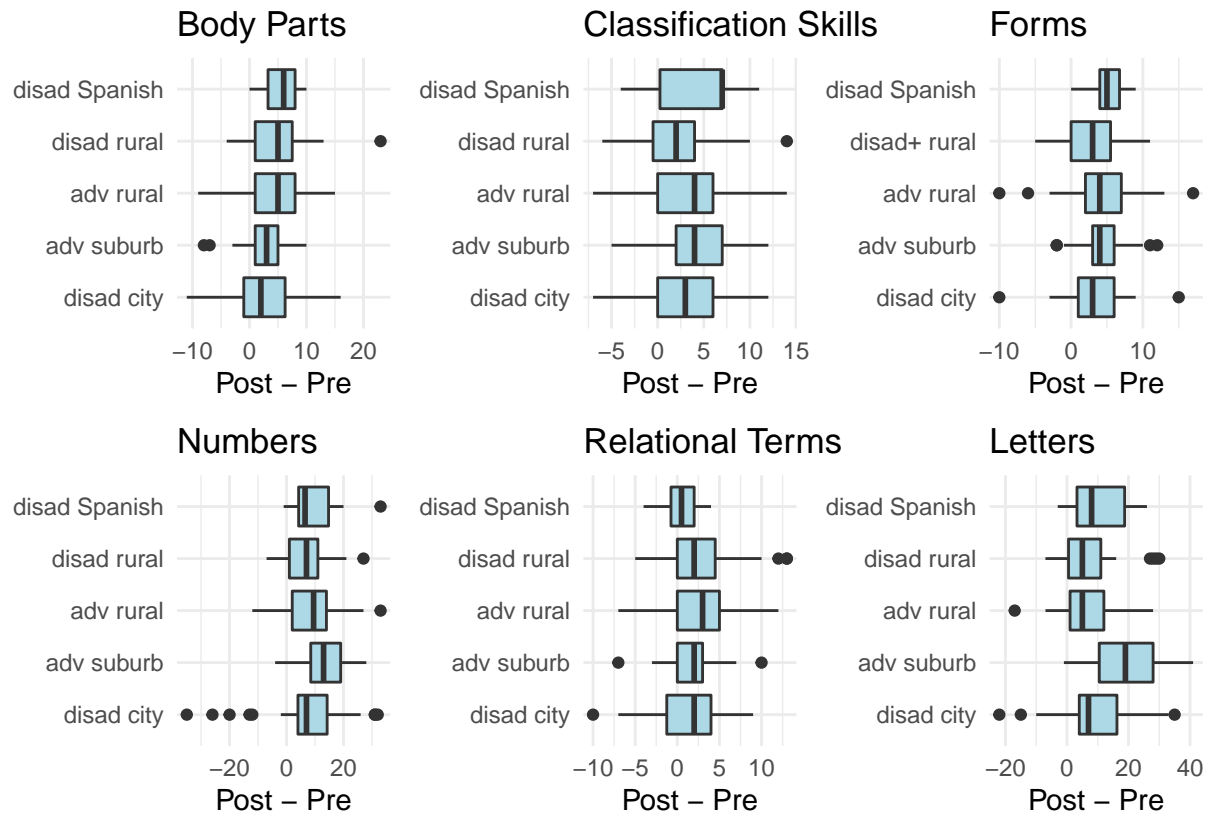 Body Parts
disad Spanish
disad rural
adv rural
adv suburb
disad city
−10 0 10 20
Post − Pre
Classification Skills
disad Spanish
disad rural
adv rural
adv suburb
disad city
−5 0 5 10 15
Post − Pre
Forms
disad Spanish
disad+ rural
adv rural
adv suburb
disad city
−10 0 10
Post − Pre
Numbers
disad Spanish
disad rural
adv rural
adv suburb
disad city
−20 0 20
Post − Pre
Relational Terms
disad Spanish
disad rural
adv rural
adv suburb
disad city
−10 −5 0 5 10
Post − Pre
Letters
disad Spanish
disad rural
adv rural
adv suburb
disad city
−20 0 20 40
Post − Pre